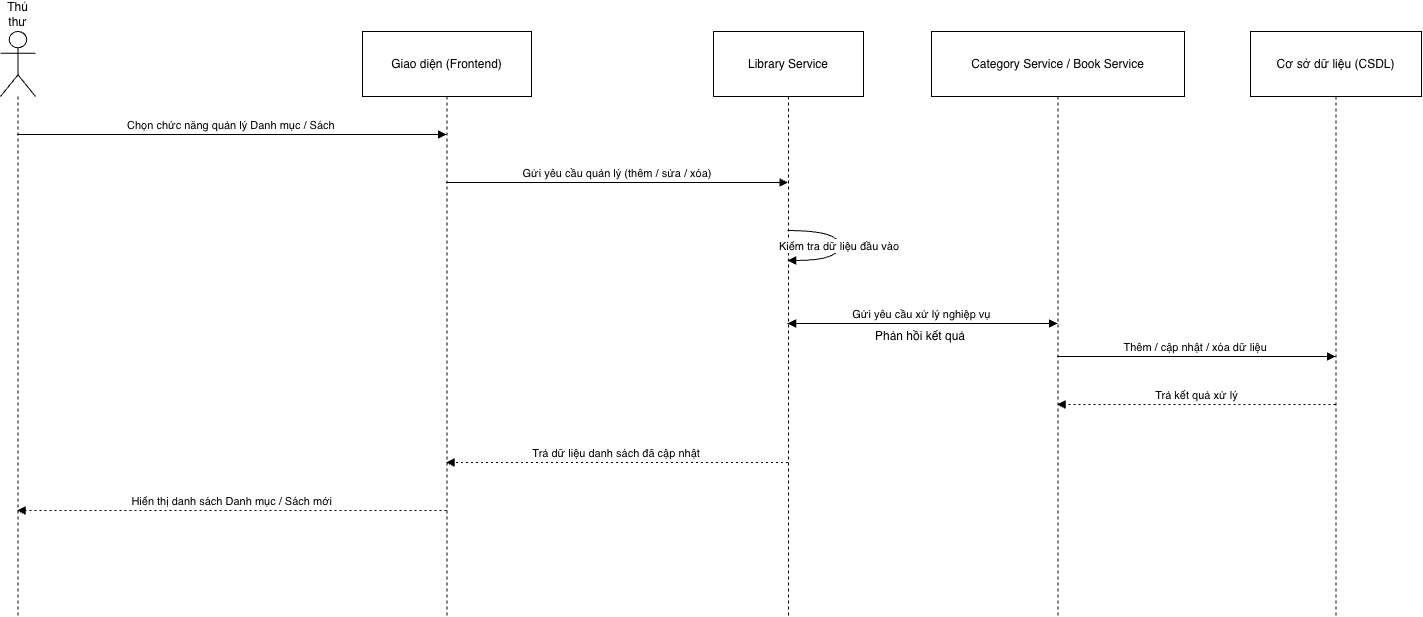 Thủ
thư
Giao diện (Frontend)
Library Service
Category Service / Book Service
Cơ sở dữ liệu (CSDL)
Chọn chức năng quản lý Danh mục / Sách
Gửi yêu cầu quản lý (thêm / sửa / xóa)
Kiểm tra dữ liệu đầu vào
Gửi yêu cầu xử lý nghiệp vụ
Phản hồi kết quả
Thêm / cập nhật / xóa dữ liệu
Trả kết quả xử lý
Trả dữ liệu danh sách đã cập nhật
Hiển thị danh sách Danh mục / Sách mới